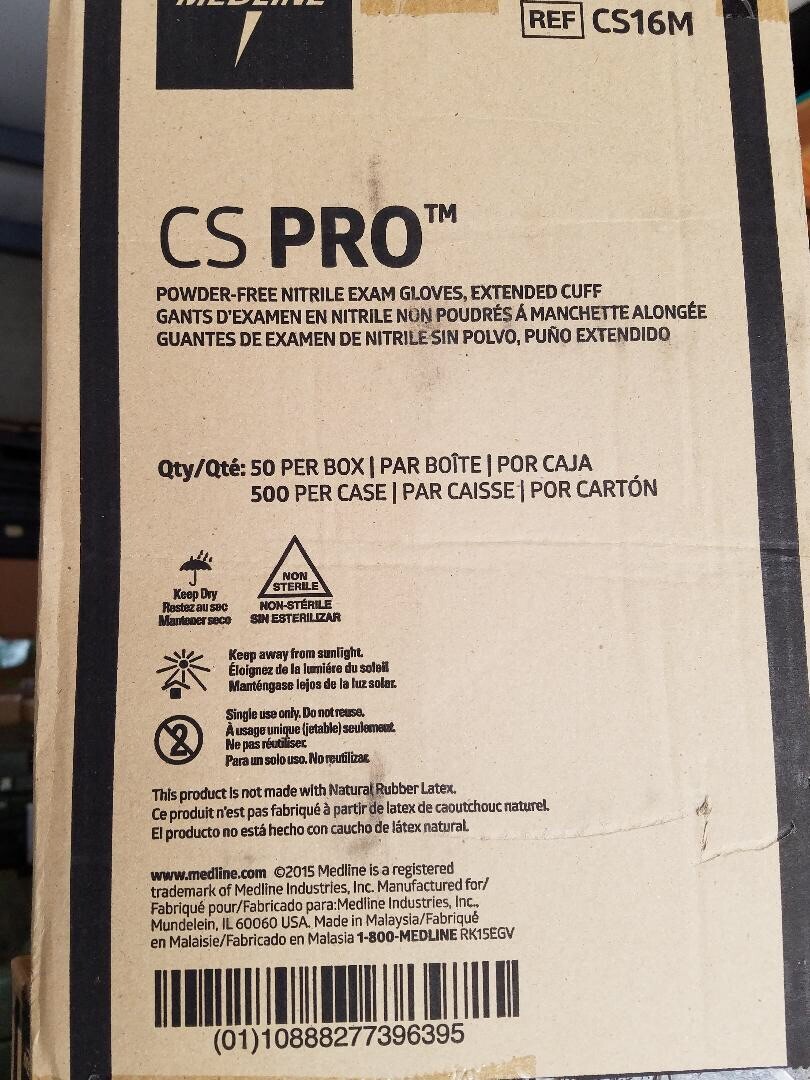 MEDLINE
REF CS16M
CS PRO™
POWDER-FREE NITRILE EXAM GLOVES, EXTENDED CUFF
GANTS D'EXAMEN EN NITRILE NON POUDRÉS Á MANCHETTE ALONGÉE
GUANTES DE EXAMEN DE NITRILE SIN POLVO, PUÑO EXTENDIDO
Qty/Qté: 50 PER BOX | PAR BOÎTE | POR CAJA
500 PER CASE | PAR CAISSE | POR CARTÓN
Keep Dry
Restez au sec
Mantener seco
NON
STERILE
NON-STÉRILE
SIN ESTERILIZAR
Keep away from sunlight.
Éloignez de la lumiére du soleil
Manténgase lejos de la luz solar.
2
Single use only. Do not reuse.
À usage unique (jetable) seulement.
Ne pas réutiliser.
Para un solo uso. No reutilizar.
This product is not made with Natural Rubber Latex.
Ce produit n'est pas fabriqué à partir de latex de caoutchouc naturel.
El producto no está hecho con caucho de látex natural.
www.medline.com ©2015 Medline is a registered
trademark of Medline Industries, Inc. Manufactured for/
Fabriqué pour/Fabricado para:Medline Industries, Inc.,
Mundelein, IL 60060 USA. Made in Malaysia/Fabriqué
en Malaisie/Fabricado en Malasia 1-800-MEDLINE RK15EGV
(01)10888277396395